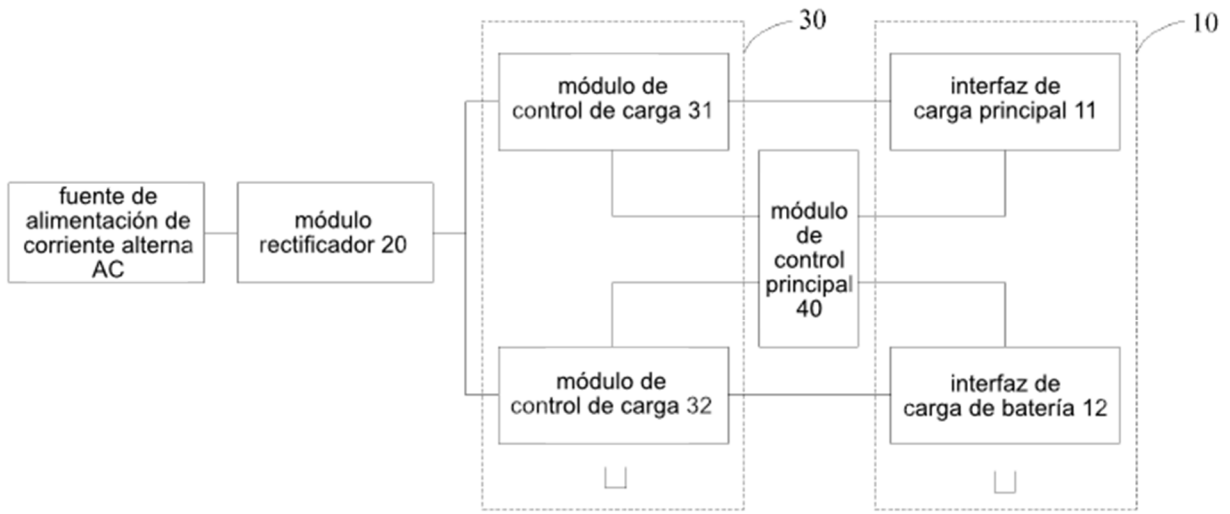 30
10
módulo de
control de carga 31
interfaz de
carga principal 11
fuente de
alimentación de
corriente alterna
AC
módulo
rectificador 20
módulo
de
control
principal
40
módulo de
control de carga 32
interfaz de
carga de batería 12